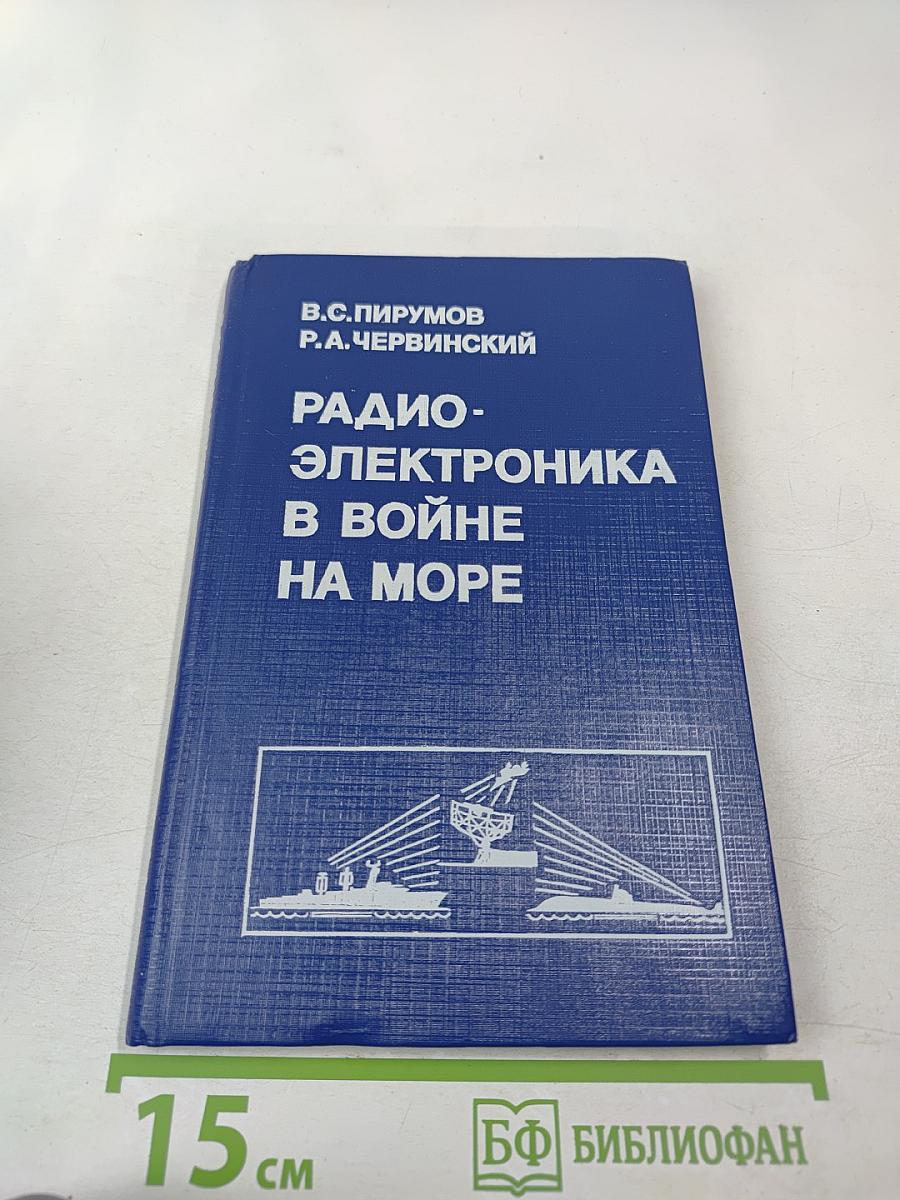 В.С.ПИРУМОВ
Р.А.ЧЕРВИНСКИЙ
РАДИО-
ЭЛЕКТРОНИКА
В ВОЙНЕ
НА МОРЕ
15 см
БФ БИБЛИОФАН